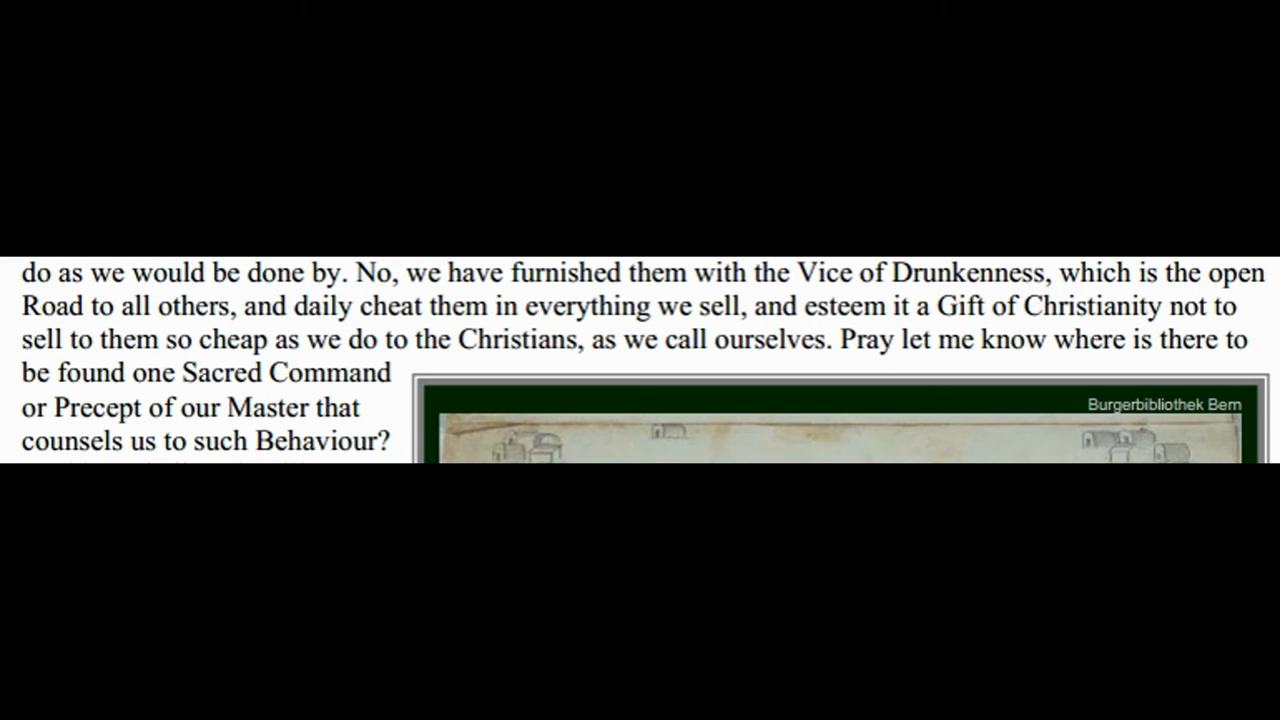 do as we would be done by. No, we have furnished them with the Vice of Drunkenness, which is the open
Road to all others, and daily cheat them in everything we sell, and esteem it a Gift of Christianity not to
sell to them so cheap as we do to the Christians, as we call ourselves. Pray let me know where is there to
be found one Sacred Command
or Precept of our Master that
counsels us to such Behaviour?
Burgerbibliothek Bern